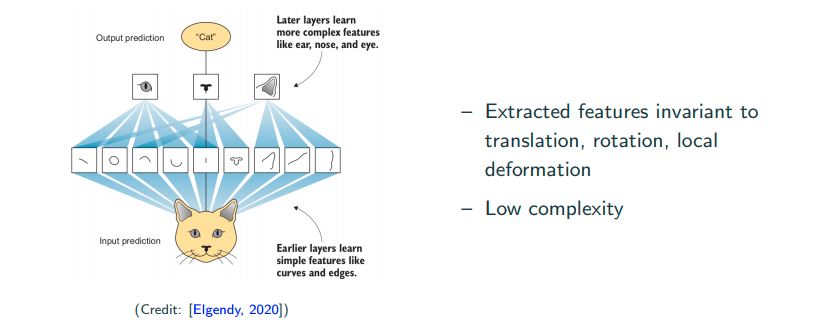 Later layers learn
more complex features
like ear, nose, and eye.
Output prediction
"Cat"
Input prediction
Earlier layers learn
simple features like
curves and edges.
(Credit: [Elgendy, 2020])
– Extracted features invariant to
translation, rotation, local
deformation
– Low complexity